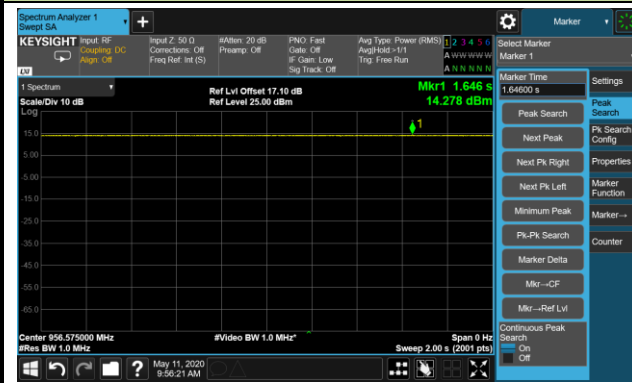 Spectrum Analyzer 1
Swept SA
Marker
KEYSIGHT
Input: RF
Coupling: DC
Align: Off
Input Z: 50 Ω
Corrections: Off
Freq Ref: Int (S)
#Atten: 20 dB
Preamp: Off
PNO: Fast
Gate: Off
IF Gain: Low
Sig Track: Off
Avg Type: Power (RMS)
Avg|Hold:>1/1
Trig: Free Run
1 2 3 4 5 6
A W W W W W
A N N N N N
Select Marker
Marker 1
LXI
1 Spectrum
Scale/Div 10 dB
Log
Ref Lvl Offset 17.10 dB
Ref Level 25.00 dBm
Mkr1 1.646 s
14.278 dBm
1
15.0
5.00
-5.00
-15.0
-25.0
-35.0
-45.0
-55.0
-65.0
Center 956.575000 MHz
#Res BW 1.0 MHz
#Video BW 1.0 MHz*
Span 0 Hz
Sweep 2.00 s (2001 pts)
Marker Time
1.64600 s
Peak Search
Next Peak
Next Pk Right
Next Pk Left
Minimum Peak
Pk-Pk Search
Marker Delta
Mkr→CF
Mkr→Ref Lvl
Continuous Peak
Search
On
Off
Settings
Peak
Search
Pk Search
Config
Properties
Marker
Function
Marker→
Counter
?
May 11, 2020
9:56:21 AM